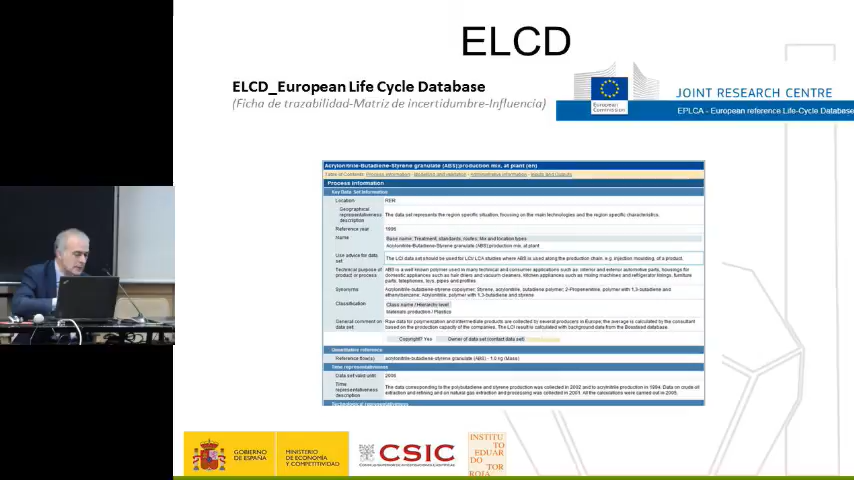 ELCD
ELCD_European Life Cycle Database
(Ficha de trazabilidad-Matriz de incertidumbre-Influencia)
European
Commission
JOINT RESEARCH CENTRE
EPLCA - European reference Life-Cycle Database
Acrylonitrile-Butadiene-Styrene granulate (ABS);production mix, at plant (en)
Table of Contents: Process information - Modelling and validation - Administrative information - Inputs and Outputs
Process information
Key Data Set Information
Location RER
Geographical representativeness description The data set represents the region specific situation, focusing on the main technologies and the region specific characteristics.
Reference year
Name Base name; Treatment, standards, routes; Mix and location types
Acrylonitrile-Butadiene-Styrene granulate (ABS);production mix, at plant
Use advice for data set The LCI data set should be used for LCI/LCA studies where ABS is used along the production chain, e.g. injection moulding, of a product.
Technical purpose of product or process ABS is a well known polymer used in many technical and consumer applications such as: interior and exterior automotive parts, housings for
domestic appliances such as hair driers and vacuum cleaners, kitchen appliances such as mixing machines and refrigerator linings, furniture
parts, telephones, toys, pipes and profiles
Synonyms Acrylonitrile-butadiene-styrene copolymer; Styrene, acrylonitrile, butadiene polymer; 2-Propenenitrile, polymer with 1,3-butadiene and
ethenylbenzene; Acrylonitrile, polymer with 1,3-butadiene and styrene
Classification Class name / Hierarchy level
Materials production / Plastics
General comment on data set Raw data for polymerization and intermediate products are collected by several producers in Europe; the average is calculated by the consultant
based on the production capacity of the companies. The LCI result is calculated with background data from the Boustead database.
Copyright? Yes Owner of data set (contact data set)
Quantitative reference
Reference flow(s) acrylonitrile-butadiene-styrene granulate (ABS) - 1.0 kg (Mass)
Time representativeness
Data set valid until
Time representativeness description The data corresponding to the polybutadiene and styrene production was collected in 2002 and to acrylonitrile production in 1994. Data on crude oil
extraction and refining and on natural gas extraction and processing was collected in 2001. All the calculations were carried out in 2005.
Technological representativeness
GOBIERNO
DE ESPAÑA
MINISTERIO
DE ECONOMÍA
Y COMPETITIVIDAD
CSIC
CONSEJO SUPERIOR DE INVESTIGACIONES CIENTÍFICAS
INSTITU
TO
EDUAR
DO TOR
ROJA